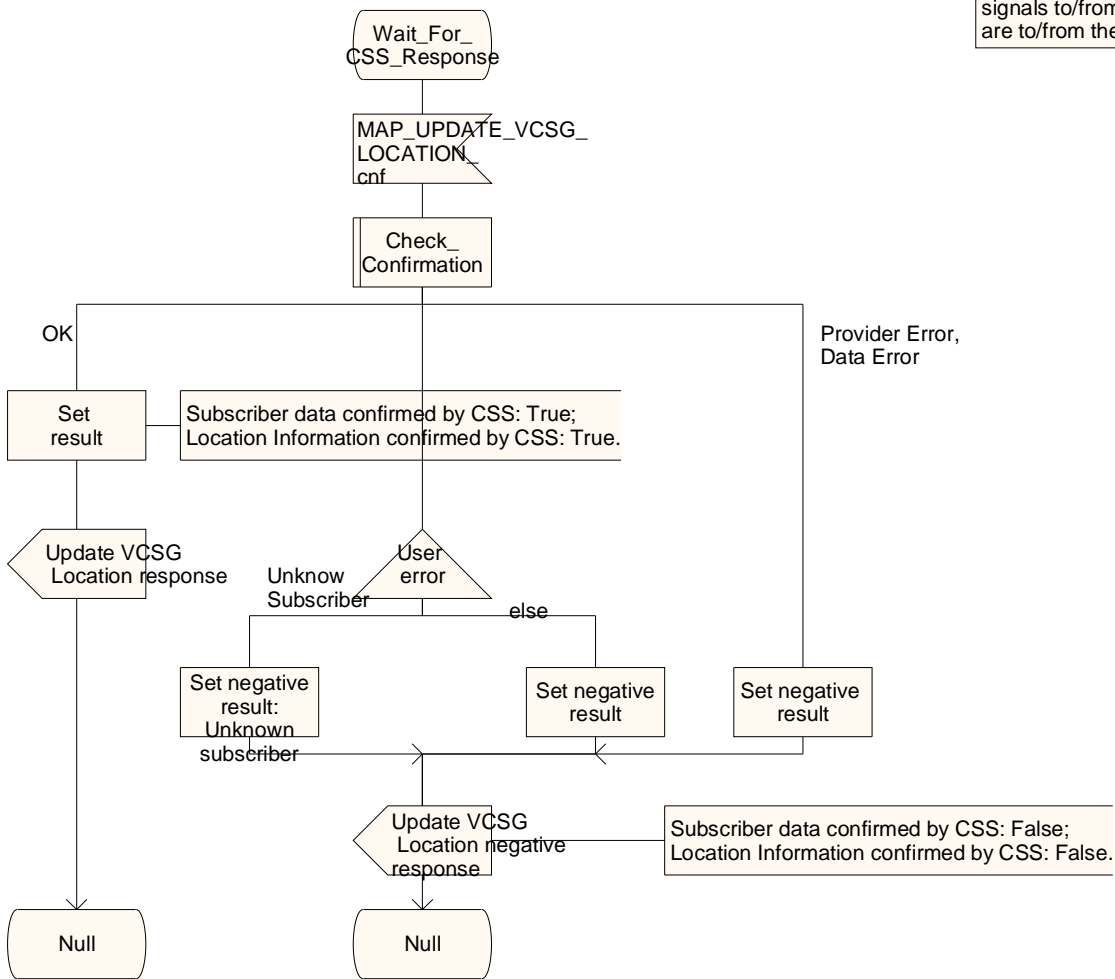 signals to/from
are to/from the
Wait_For_
CSS_Response
MAP_UPDATE_VCSG_
LOCATION_
cnf
Check_
Confirmation
OK
Provider Error,
Data Error
Set
result
Subscriber data confirmed by CSS: True;
Location Information confirmed by CSS: True.
Update VCSG
Location response
User
error
Unknow
Subscriber
else
Set negative
result:
Unknown
subscriber
Set negative
result
Set negative
result
Update VCSG
Location negative
response
Subscriber data confirmed by CSS: False;
Location Information confirmed by CSS: False.
Null
Null